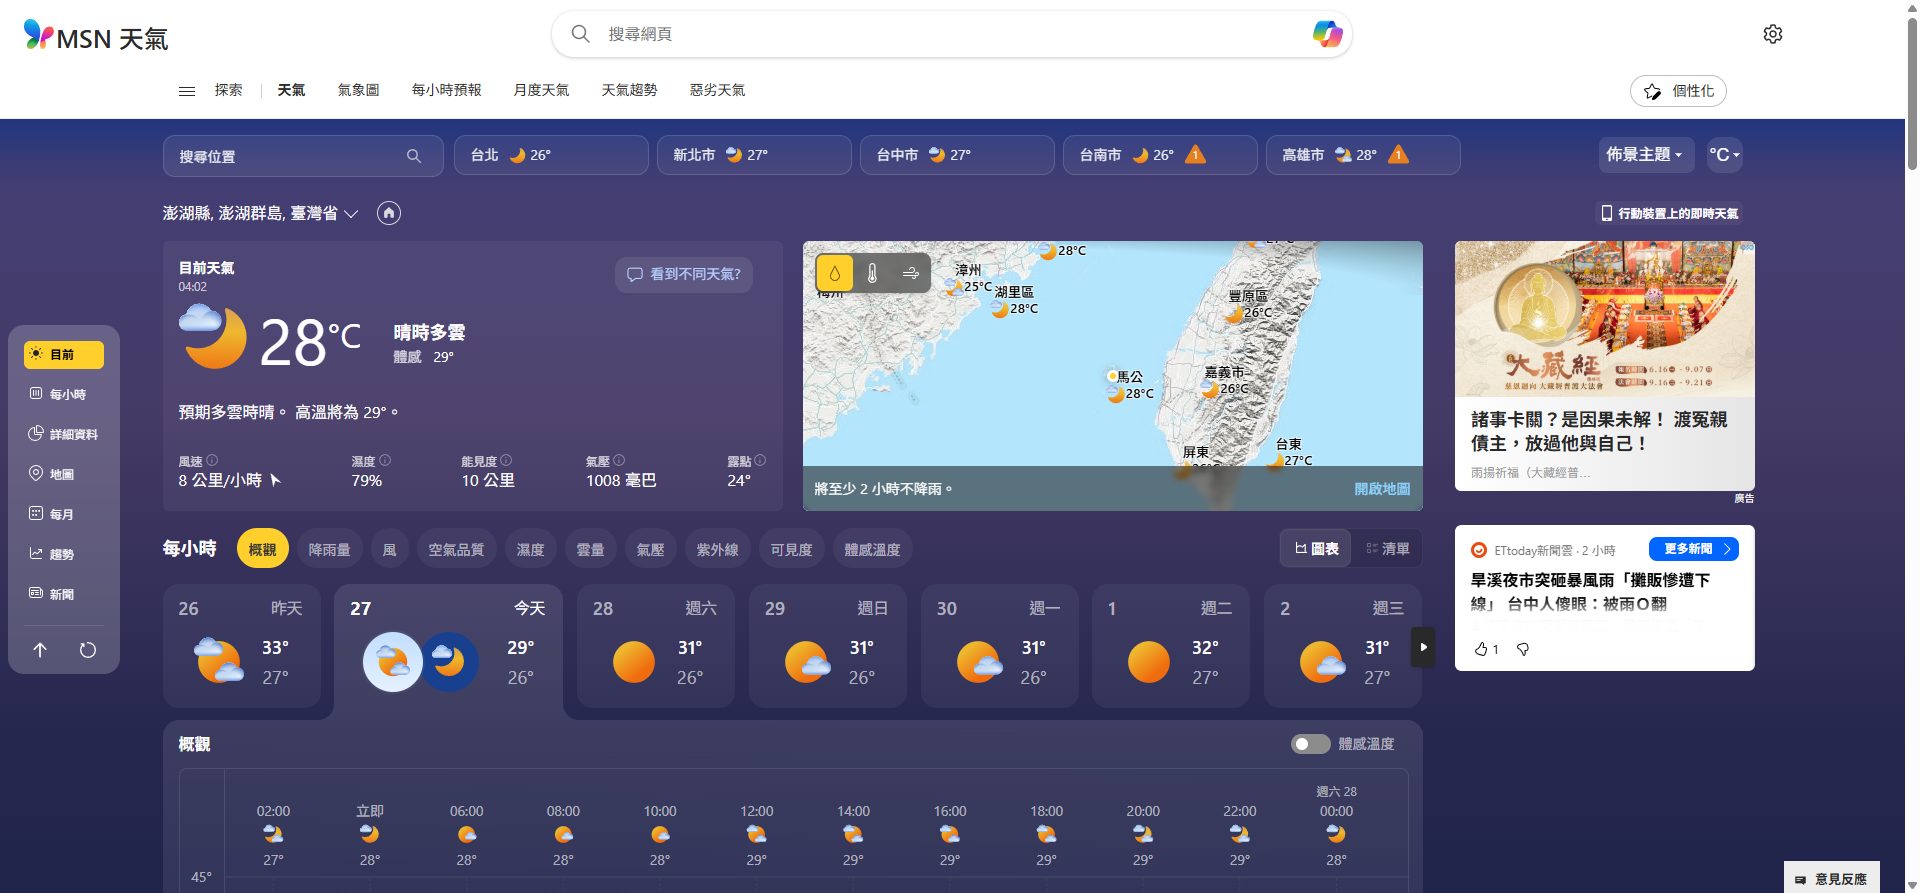 MSN 天氣
搜尋網頁
探索
天氣
氣象圖
每小時預報
月度天氣
天氣趨勢
惡劣天氣
個性化
搜尋位置
台北 26°
新北市 27°
台中市 27°
台南市 26° 1
高雄市 28° 1
佈景主題
°C
澎湖縣, 澎湖群島, 臺灣省
行動裝置上的即時天氣
目前天氣
04:02
看到不同天氣?
28°C
晴時多雲
體感 29°
預期多雲時晴。 高溫將為 29°。
風速
8 公里/小時
濕度
79%
能見度
10 公里
氣壓
1008 毫巴
露點
24°
28°C
漳州
25°C
湖里區
28°C
豐原區
26°C
馬公
28°C
嘉義市
26°C
屏東
台東
27°C
將至少 2 小時不降雨。
開啟地圖
大藏經
6.16 - 9.07
9.16 - 9.21
諸事卡關？是因果未解！ 渡冤親
債主，放過他與自己！
雨揚祈福（大藏經普...
廣告
目前
每小時
詳細資料
地圖
每月
趨勢
新聞
每小時
概觀
降雨量
風
空氣品質
濕度
雲量
氣壓
紫外線
可見度
體感溫度
圖表
清單
ETtoday新聞雲 · 2 小時
更多新聞
旱溪夜市突砸暴風雨「攤販慘遭下
線」 台中人傻眼：被雨O翻
1
26 昨天
33°
27°
27 今天
29°
26°
28 週六
31°
26°
29 週日
31°
26°
30 週一
31°
26°
1 週二
32°
27°
2 週三
31°
27°
概觀
體感溫度
週六 28
02:00 立即 06:00 08:00 10:00 12:00 14:00 16:00 18:00 20:00 22:00 00:00
27° 28° 28° 28° 28° 29° 29° 29° 29° 29° 29° 28°
45°
意見反應